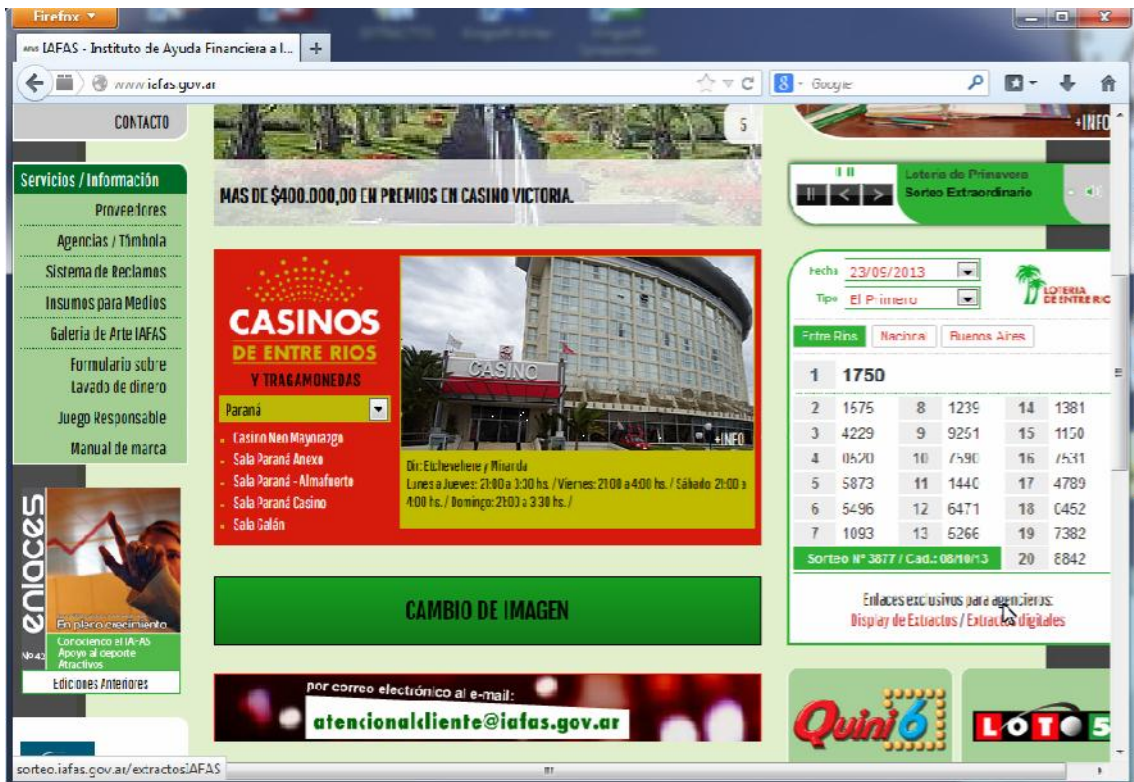 Firefox
IAFAS - Instituto de Ayuda Financiera a l...
www.iafas.gov.ar
Google
CONTACTO
Servicios / Información
Proveedores
Agencias / Tómbola
Sistema de Reclamos
Insumos para Medios
Galería de Arte IAFAS
Formulario sobre
Lavado de dinero
Juego Responsable
Manual de marca
enlaces
En pleno crecimiento
Conociendo el IAFAS
Nº 43 Apoyo al deporte
Atractivos
Ediciones Anteriores
5
MAS DE $400.000,00 EN PREMIOS EN CASINO VICTORIA.
CASINOS
DE ENTRE RIOS
Y TRAGAMONEDAS
Paraná
Casino Neo Mayorazgo
Sala Paraná Anexo
Sala Paraná - Almafuerte
Sala Paraná Casino
Sala Galán
CASINO
+INFO
Dir: Etchevehere y Miranda
Lunes a Jueves: 21:00 a 3:30 hs. / Viernes: 21:00 a 4:00 hs. / Sábado: 21:00 a
4:00 hs. / Domingo: 21:00 a 3:30 hs. /
CAMBIO DE IMAGEN
por correo electrónico al e-mail:
atencionalcliente@iafas.gov.ar
+INFO
Lotería de Primavera
Sorteo Extraordinario
Fecha 23/09/2013
Tipo El Primero
LOTERIA
DE ENTRE RIO
Entre Ríos Nacional Buenos Aires
1 1750
2 1575 8 1239 14 1381
3 4229 9 9251 15 1150
4 0520 10 7590 16 7531
5 5873 11 1440 17 4789
6 5496 12 6471 18 0452
7 1093 13 5266 19 7382
Sorteo Nº 3877 / Cad.: 08/10/13 20 8842
Enlaces exclusivos para agencieros:
Display de Extractos / Extractos digitales
Quini 6
LOTO 5
sorteo.iafas.gov.ar/extractosIAFAS